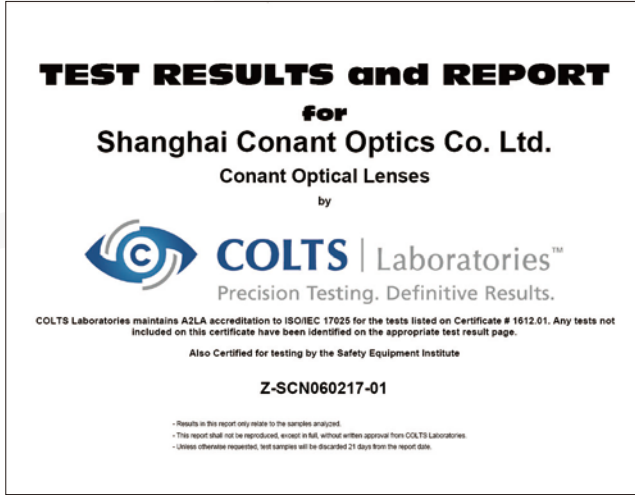 TEST RESULTS and REPORT
for
Shanghai Conant Optics Co. Ltd.
Conant Optical Lenses
by
C COLTS | Laboratories™
Precision Testing. Definitive Results.
COLTS Laboratories maintains A2LA accreditation to ISO/IEC 17025 for the tests listed on Certificate # 1612.01. Any tests not
included on this certificate have been identified on the appropriate test result page.
Also Certified for testing by the Safety Equipment Institute
Z-SCN060217-01
- Results in this report only relate to the samples analyzed.
- This report shall not be reproduced, except in full, without written approval from COLTS Laboratories.
- Unless otherwise requested, test samples will be discarded 21 days from the report date.